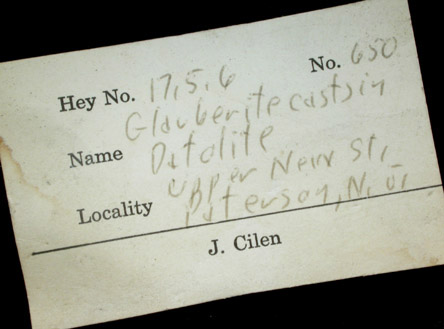 Hey No. 17,5,6 No. 650
Glauberite casts in
Name Datolite
Upper New St,
Locality Paterson, N.J.
J. Cilen